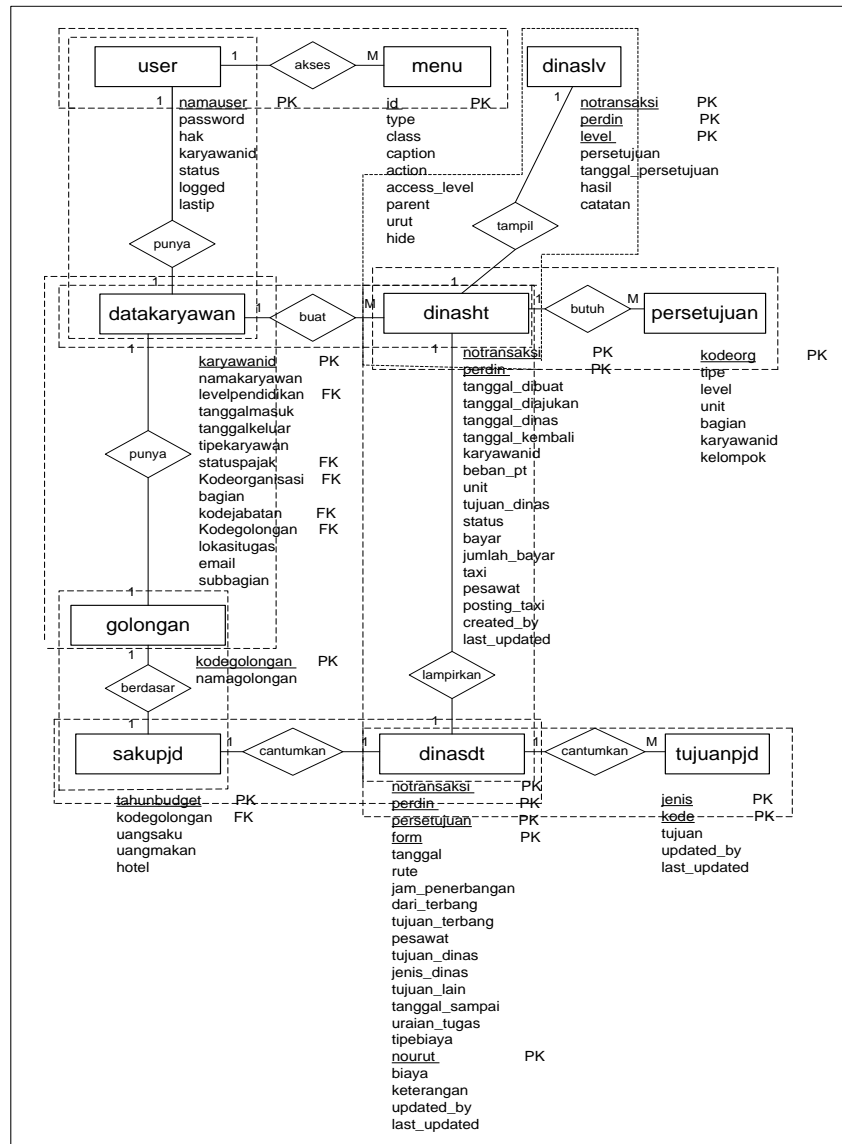 user
1
akses
M
menu
dinaslv
1
1
namauser PK
password
hak
karyawanid
status
logged
lastip
id PK
type
class
caption
action
access_level
parent
urut
hide
notransaksi PK
perdin PK
level PK
persetujuan
tanggal_persetujuan
hasil
catatan
punya
tampil
1
1
datakaryawan
1
buat
M
dinasht
1
butuh
M
persetujuan
1
1
karyawanid PK
namakaryawan
levelpendidikan FK
tanggalmasuk
tanggalkeluar
tipekaryawan
statuspajak FK
Kodeorganisasi FK
bagian
kodejabatan FK
Kodegolongan FK
lokasitugas
email
subbagian
notransaksi PK
perdin PK
tanggal_dibuat
tanggal_diajukan
tanggal_dinas
tanggal_kembali
karyawanid
beban_pt
unit
tujuan_dinas
status
bayar
jumlah_bayar
taxi
pesawat
posting_taxi
created_by
last_updated
kodeorg PK
tipe
level
unit
bagian
karyawanid
kelompok
punya
1
golongan
1
kodegolongan PK
namagolongan
berdasar
lampirkan
1
1
sakupjd
1
cantumkan
1
dinasdt
1
cantumkan
M
tujuanpjd
tahunbudget PK
kodegolongan FK
uangsaku
uangmakan
hotel
notransaksi PK
perdin PK
persetujuan PK
form PK
tanggal
rute
jam_penerbangan
dari_terbang
tujuan_terbang
pesawat
tujuan_dinas
jenis_dinas
tujuan_lain
tanggal_sampai
uraian_tugas
tipebiaya
nourut PK
biaya
keterangan
updated_by
last_updated
jenis PK
kode PK
tujuan
updated_by
last_updated